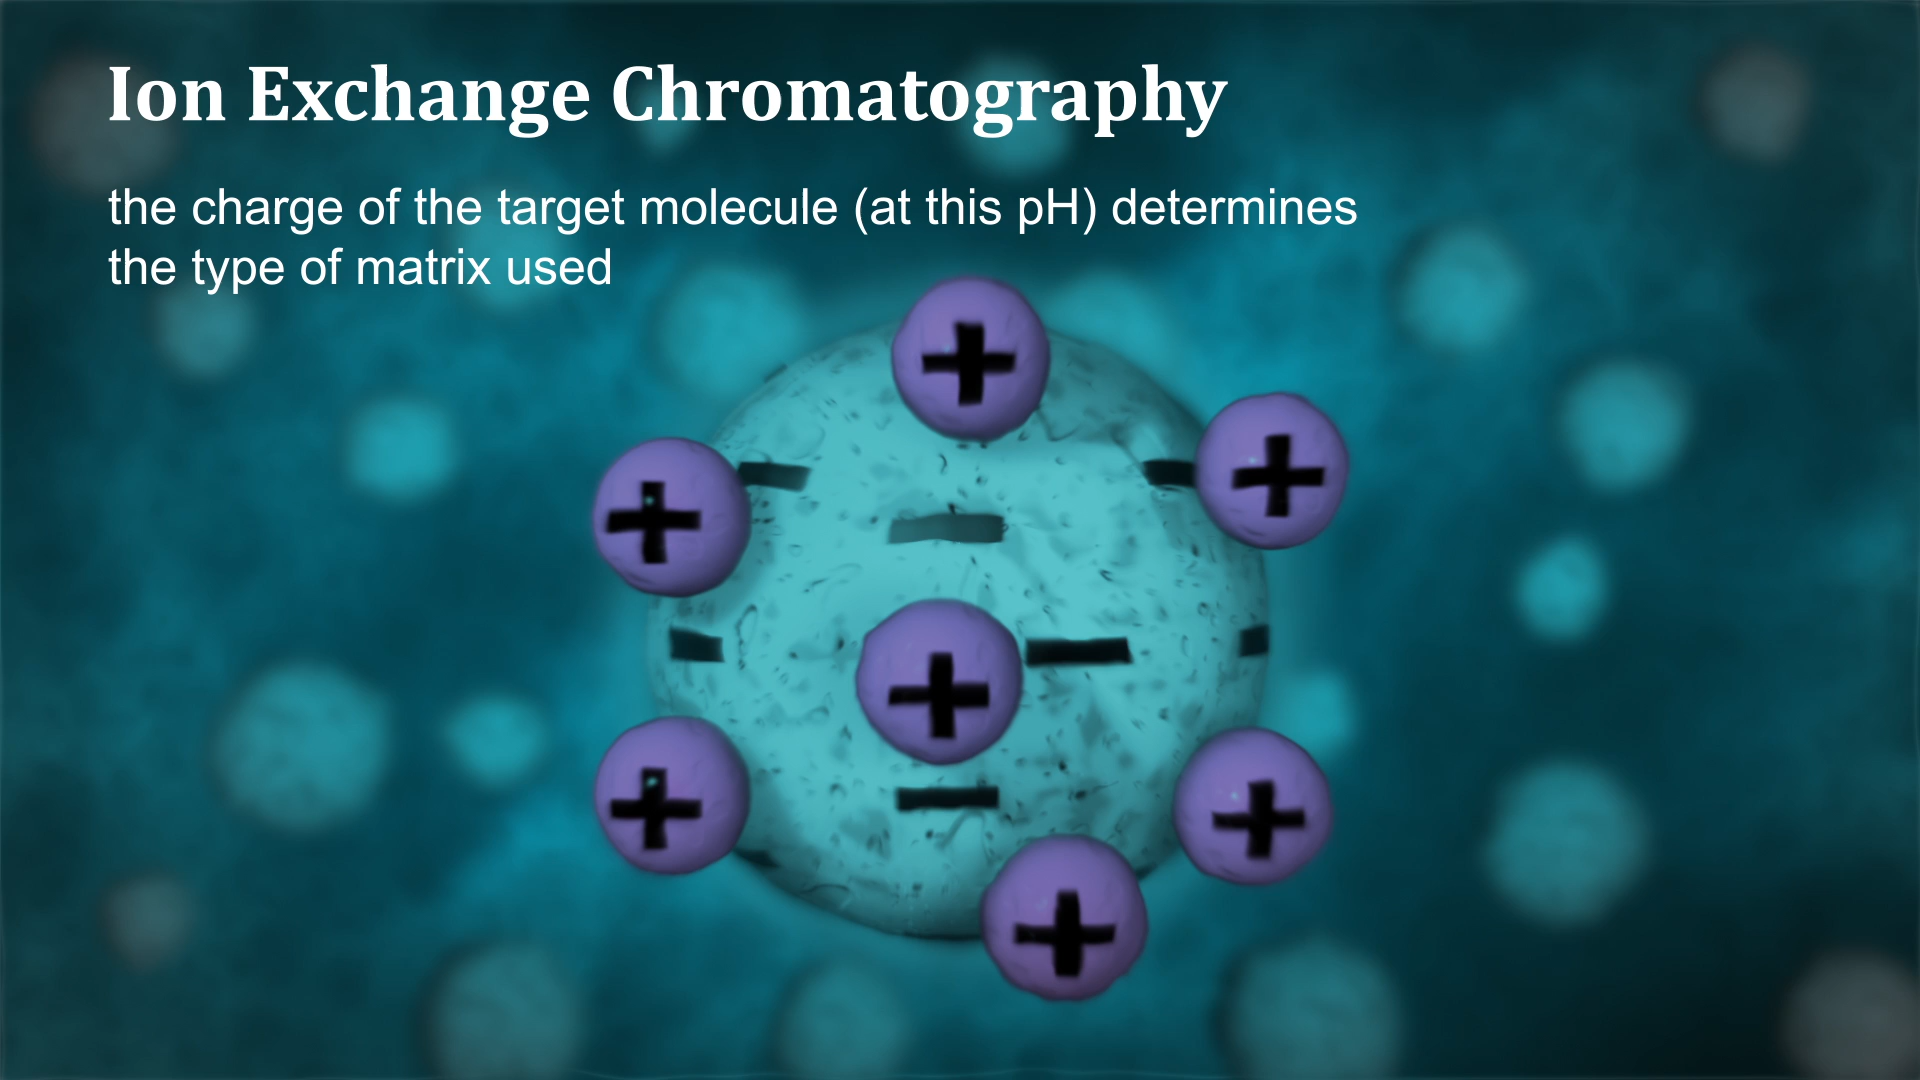 Ion Exchange Chromatography
the charge of the target molecule (at this pH) determines
the type of matrix used